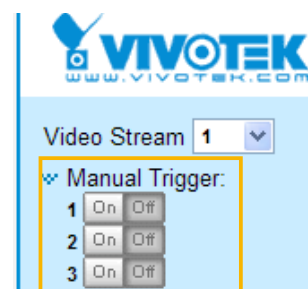 VIVOTEK
www.vivotek.com
Video Stream 1
Manual Trigger:
1 On Off
2 On Off
3 On Off